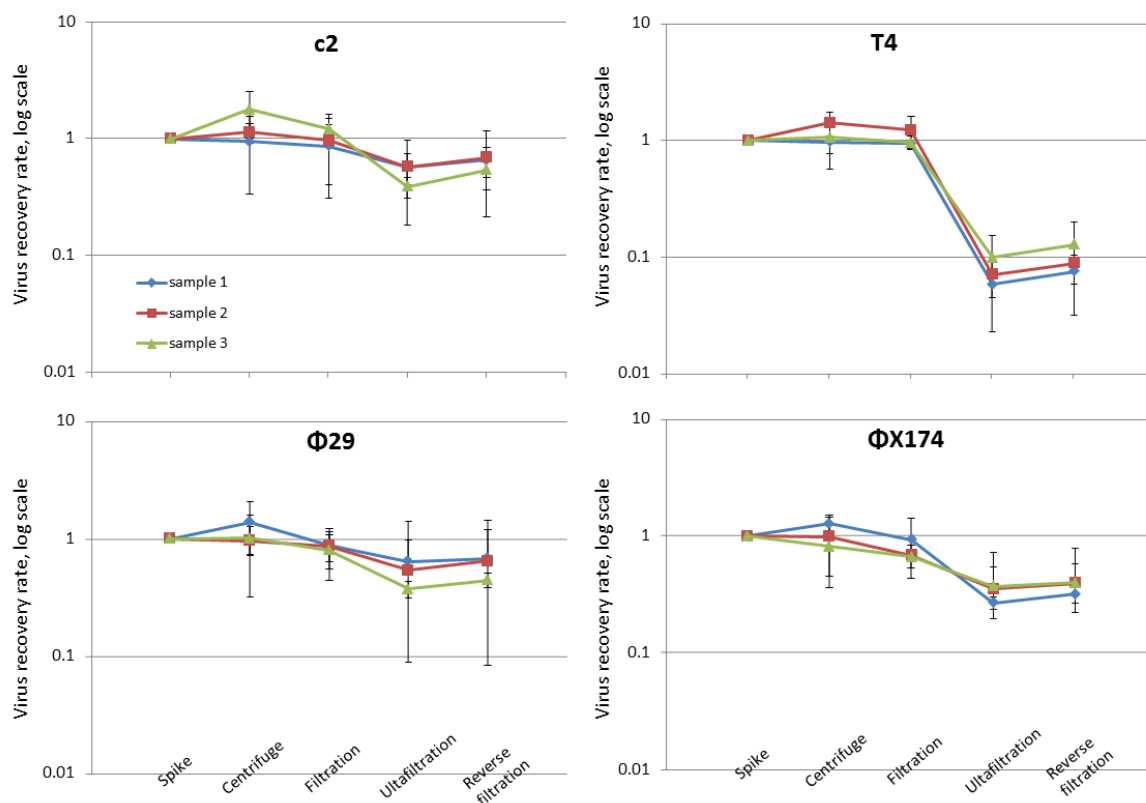 c2
Virus recovery rate, log scale
10
1
0.1
0.01
sample 1
sample 2
sample 3
T4
Virus recovery rate, log scale
10
1
0.1
0.01
Φ29
Virus recovery rate, log scale
10
1
0.1
0.01
Spike
Centrifuge
Filtration
Ultafiltration
Reverse
filtration
ΦX174
Virus recovery rate, log scale
10
1
0.1
0.01
Spike
Centrifuge
Filtration
Ultafiltration
Reverse
filtration